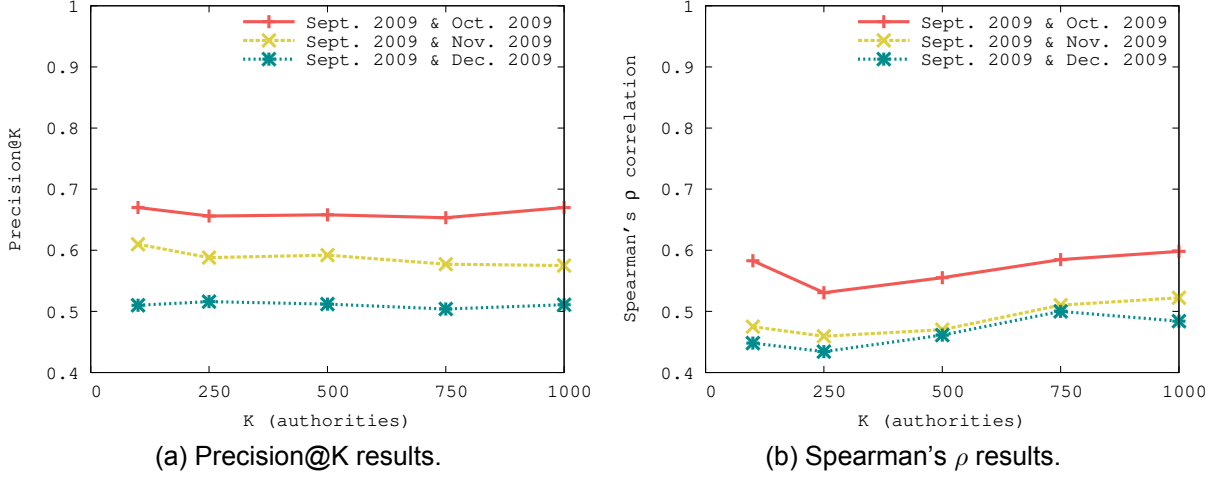 Sept. 2009 & Oct. 2009
Sept. 2009 & Nov. 2009
Sept. 2009 & Dec. 2009
1
0.9
0.8
0.7
0.6
0.5
0.4
Precision@K
0 250 500 750 1000
K (authorities)
(a) Precision@K results.
Sept. 2009 & Oct. 2009
Sept. 2009 & Nov. 2009
Sept. 2009 & Dec. 2009
1
0.9
0.8
0.7
0.6
0.5
0.4
Spearman's ρ correlation
0 250 500 750 1000
K (authorities)
(b) Spearman's ρ results.